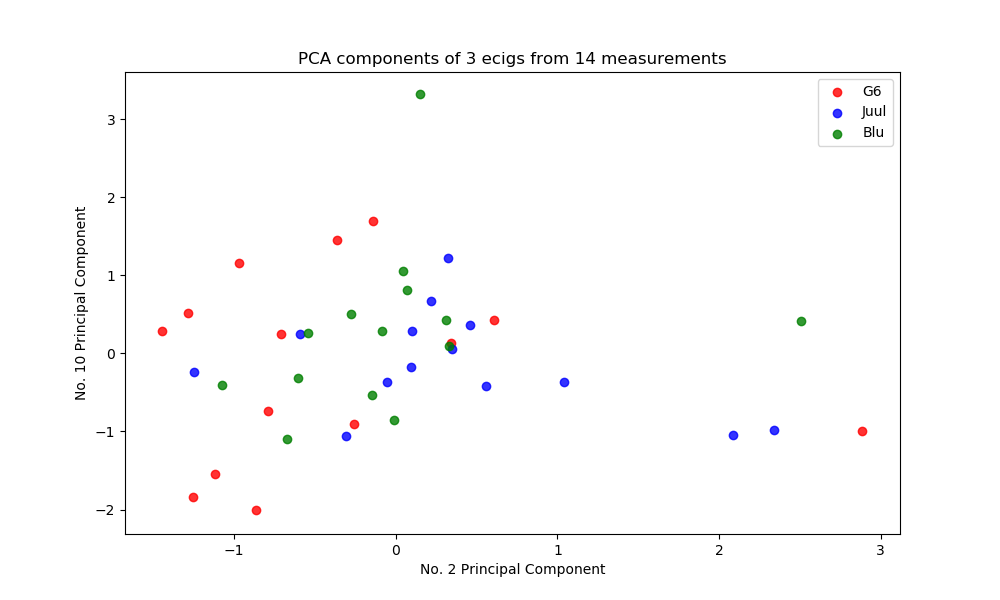 PCA components of 3 ecigs from 14 measurements
G6
Juul
Blu
3
2
1
0
−1
−2
No. 10 Principal Component
−1
0
1
2
3
No. 2 Principal Component